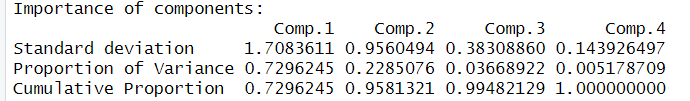 Importance of components:
Comp.1 Comp.2 Comp.3 Comp.4
Standard deviation 1.7083611 0.9560494 0.38308860 0.143926497
Proportion of Variance 0.7296245 0.2285076 0.03668922 0.005178709
Cumulative Proportion 0.7296245 0.9581321 0.99482129 1.000000000